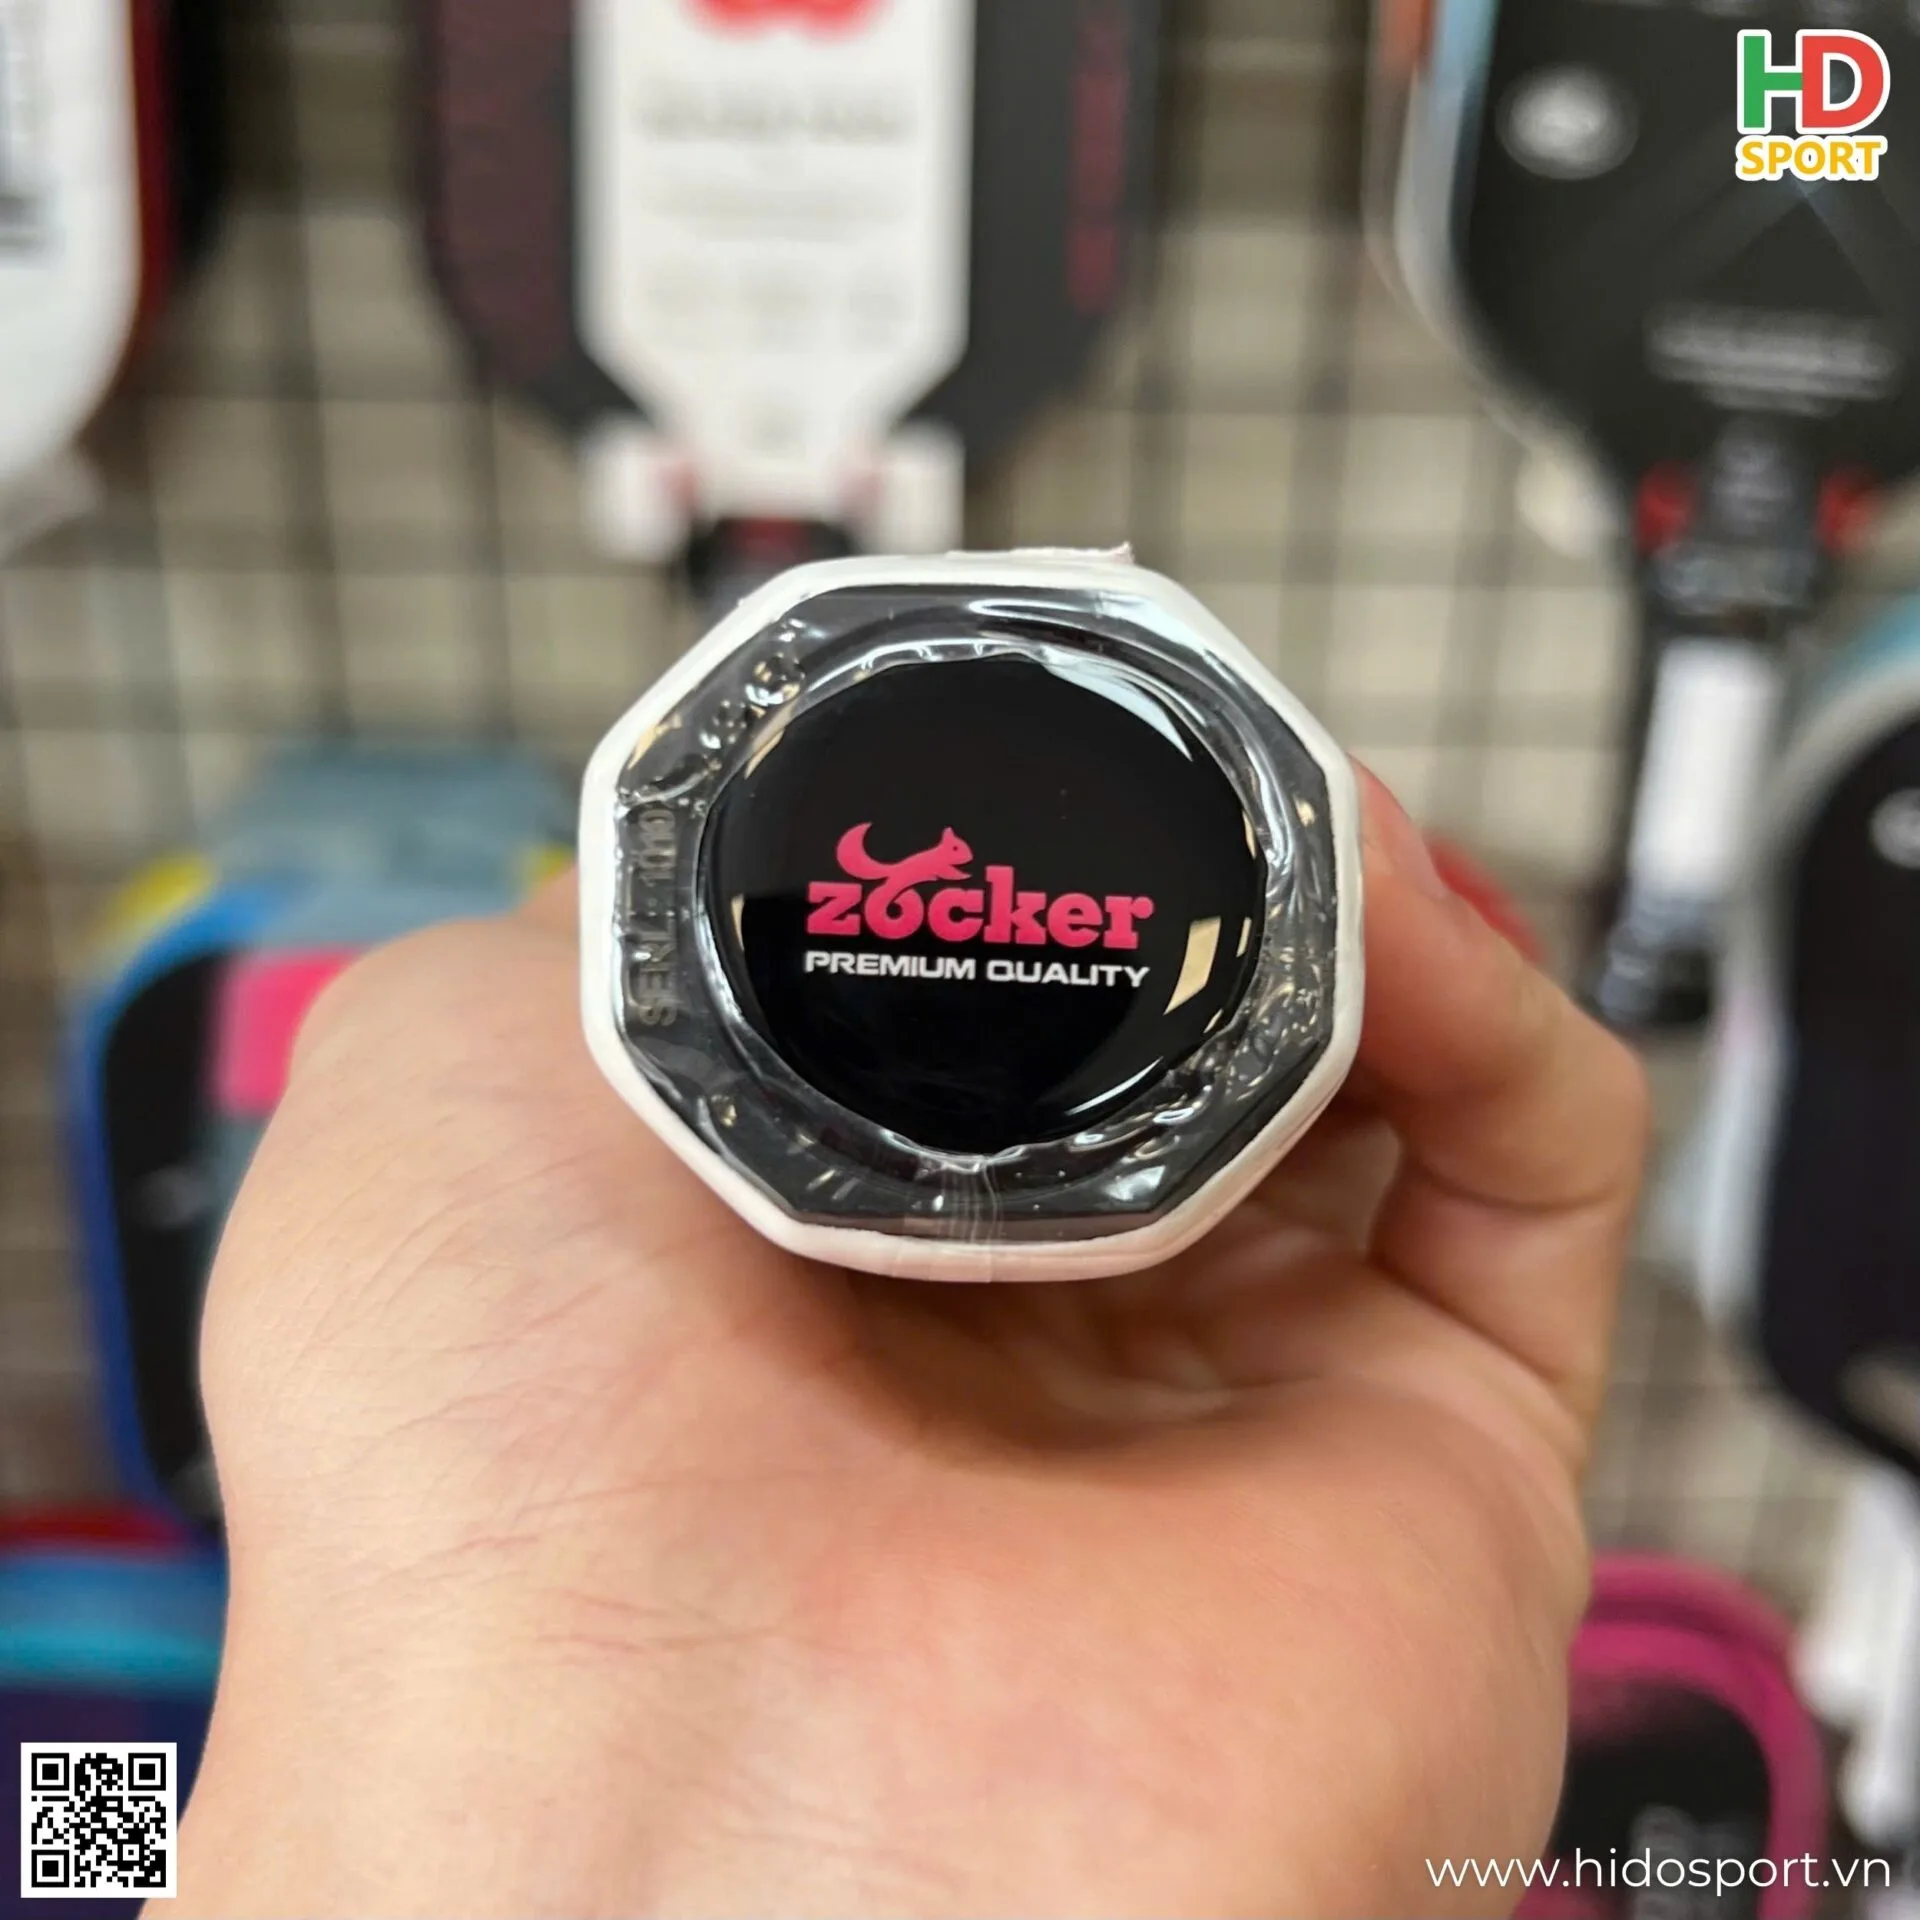 HD
SPORT
zocker
PREMIUM QUALITY
www.hidosport.vn